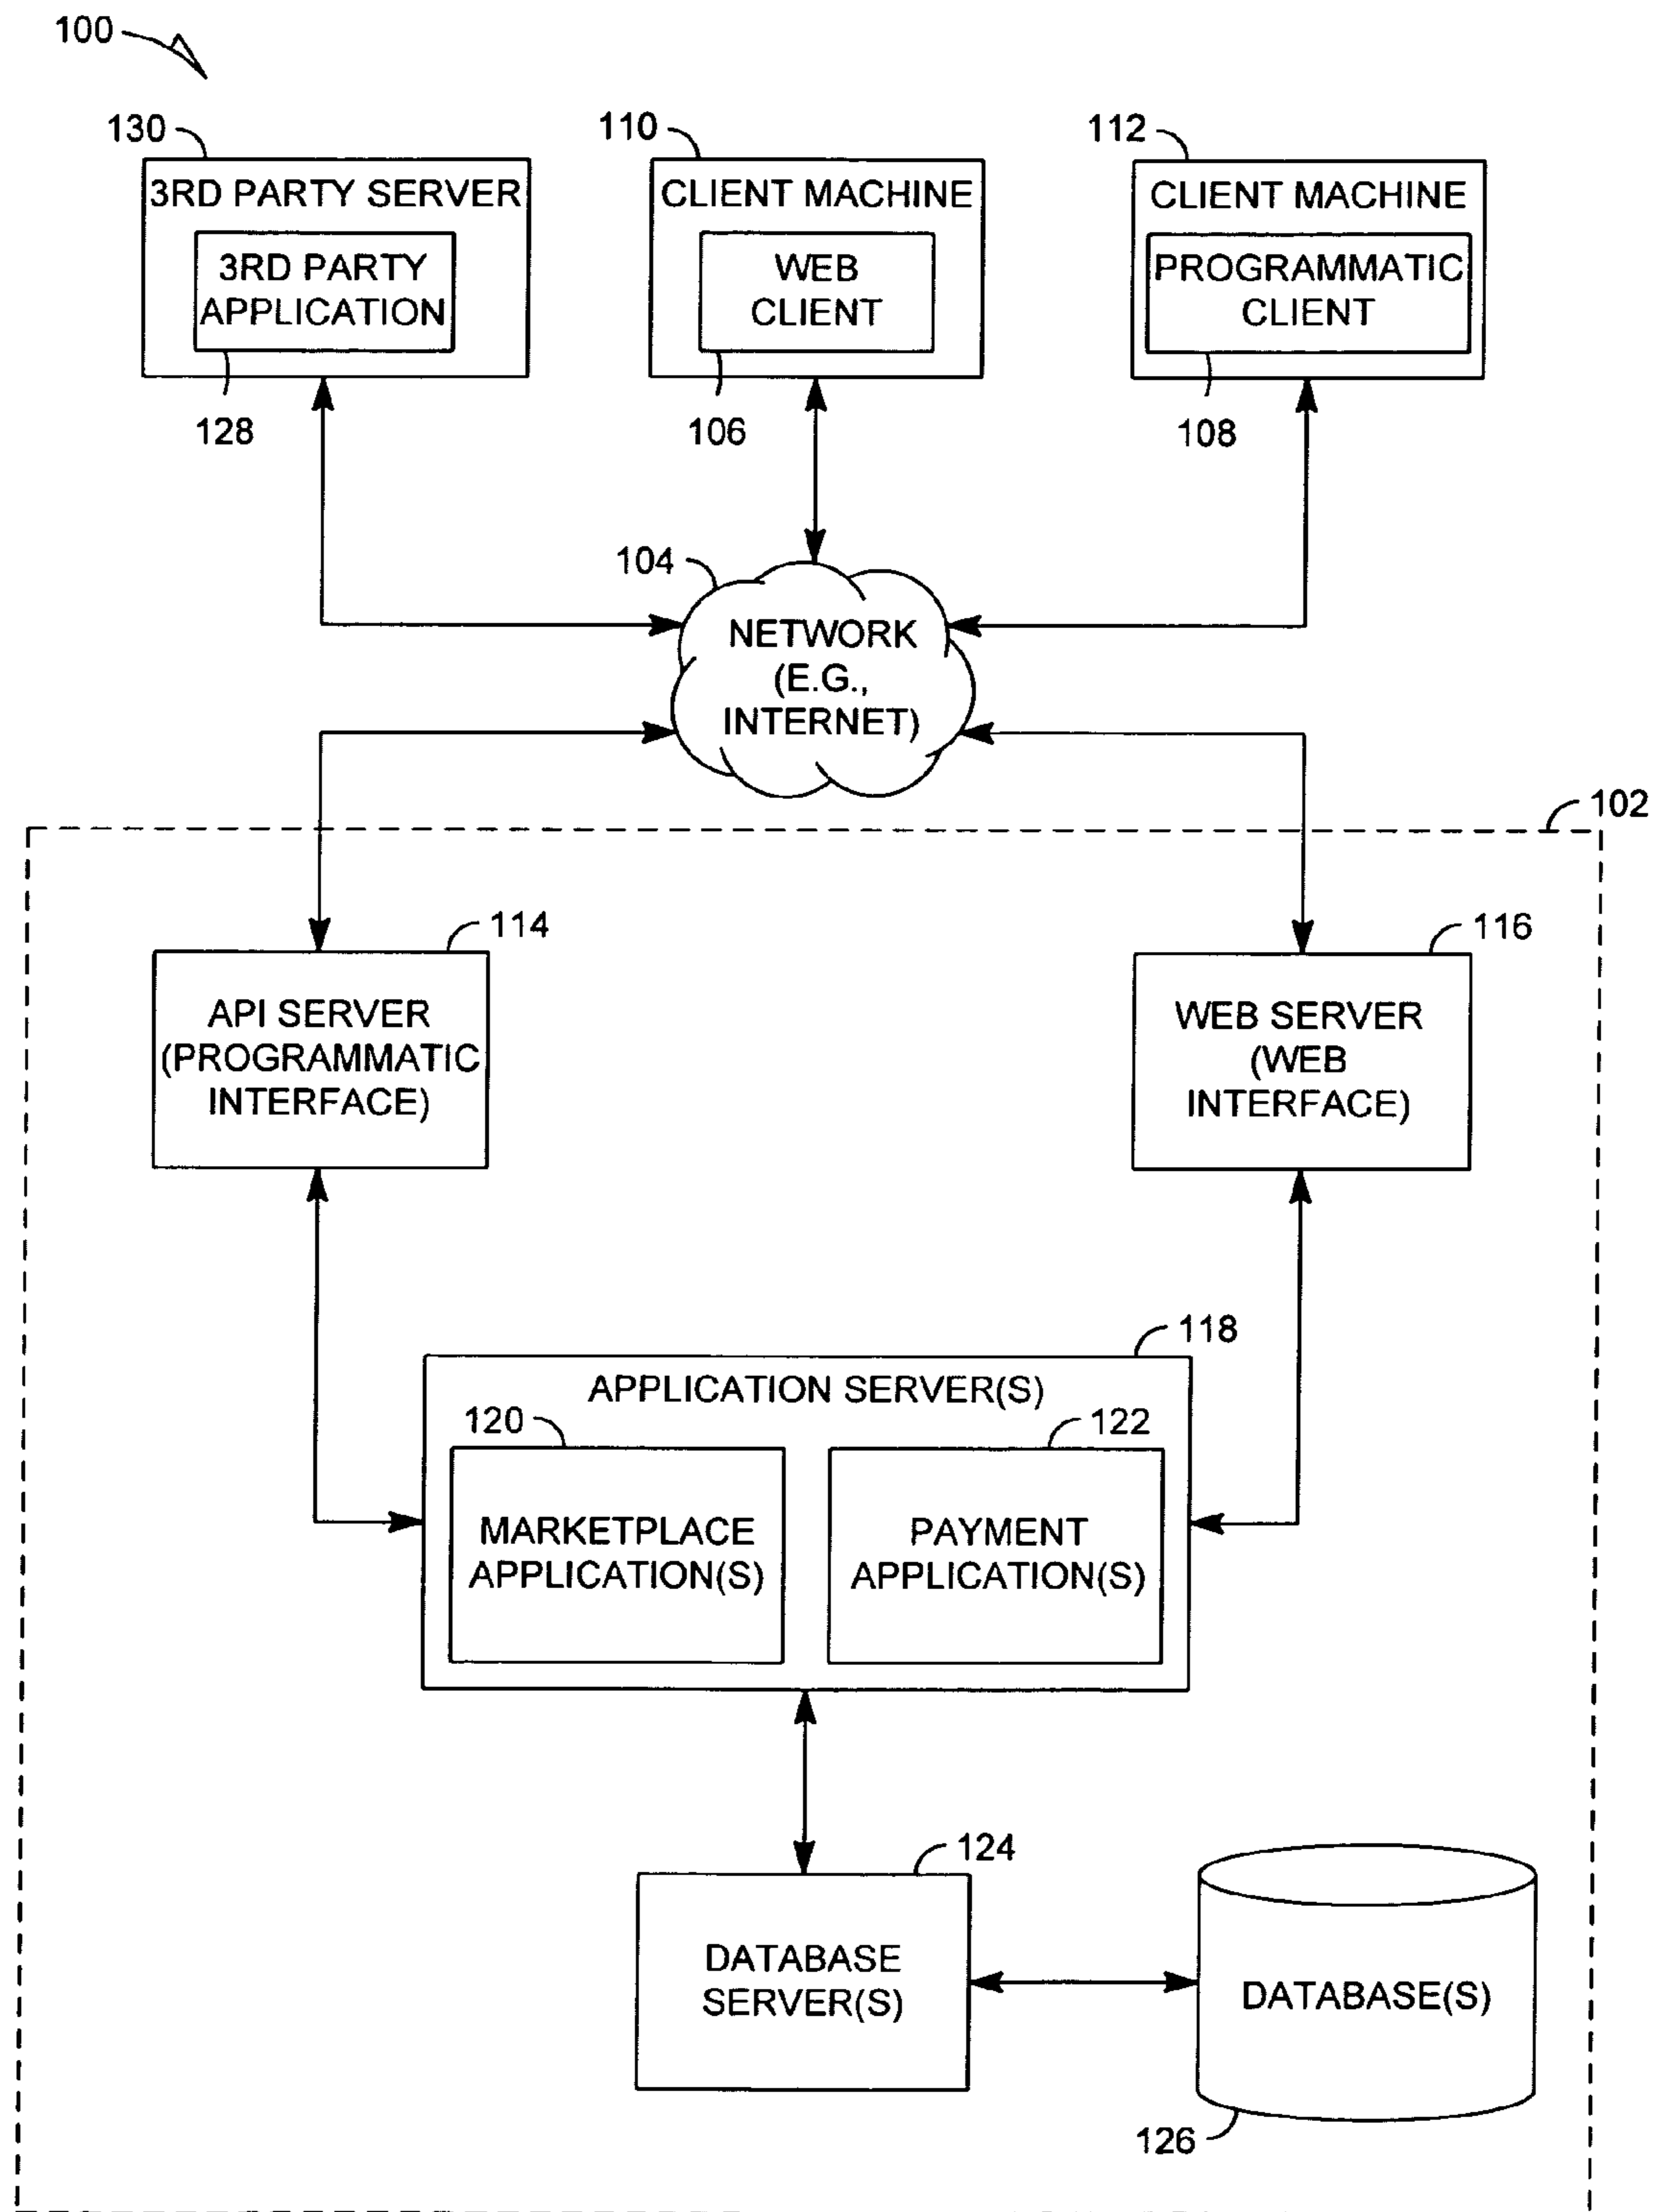 100
130
110
112
3RD PARTY SERVER
CLIENT MACHINE
CLIENT MACHINE
3RD PARTY
APPLICATION
WEB
CLIENT
PROGRAMMATIC
CLIENT
128
106
108
104
NETWORK
(E.G.,
INTERNET)
102
114
116
API SERVER
(PROGRAMMATIC
INTERFACE)
WEB SERVER
(WEB
INTERFACE)
118
APPLICATION SERVER(S)
120
122
MARKETPLACE
APPLICATION(S)
PAYMENT
APPLICATION(S)
124
DATABASE
SERVER(S)
DATABASE(S)
126